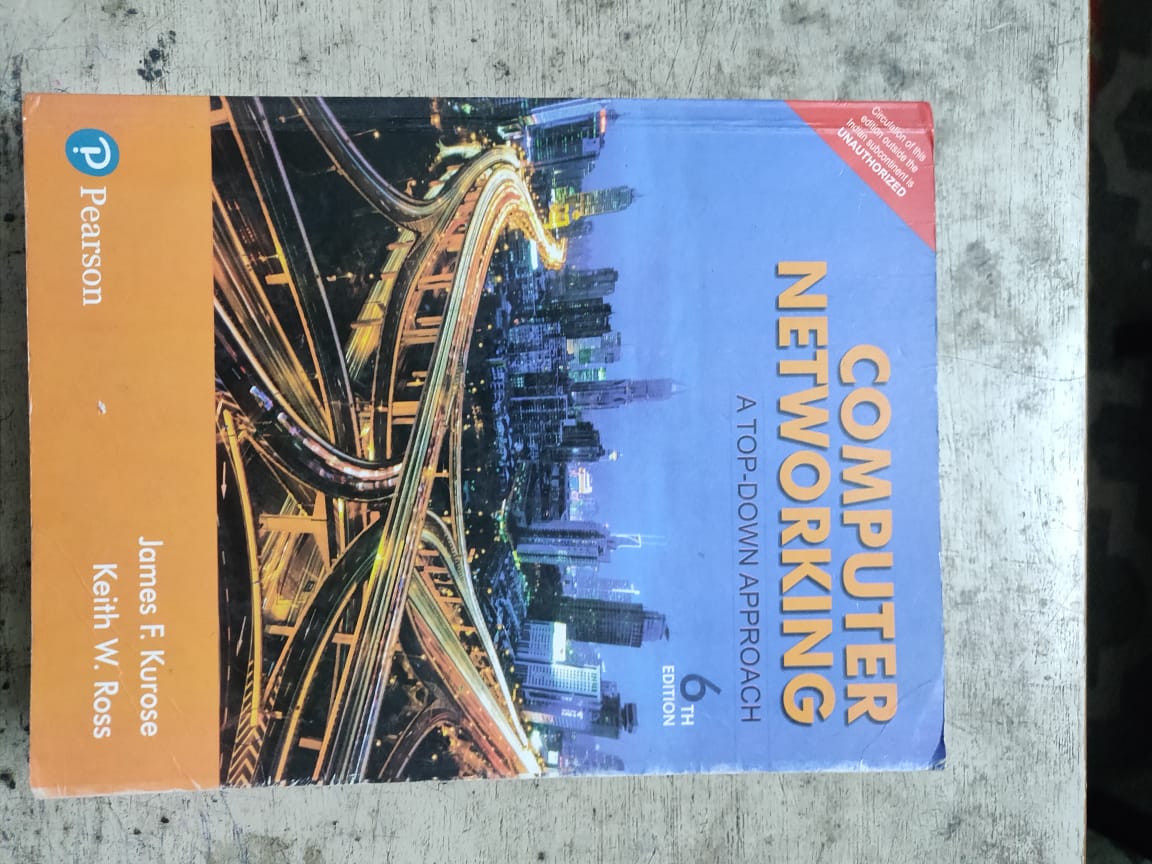 Circulation of this
edition outside the
Indian subcontinent is
UNAUTHORIZED
COMPUTER
NETWORKING
A TOP-DOWN APPROACH
6TH
EDITION
James F. Kurose
Keith W. Ross
Pearson